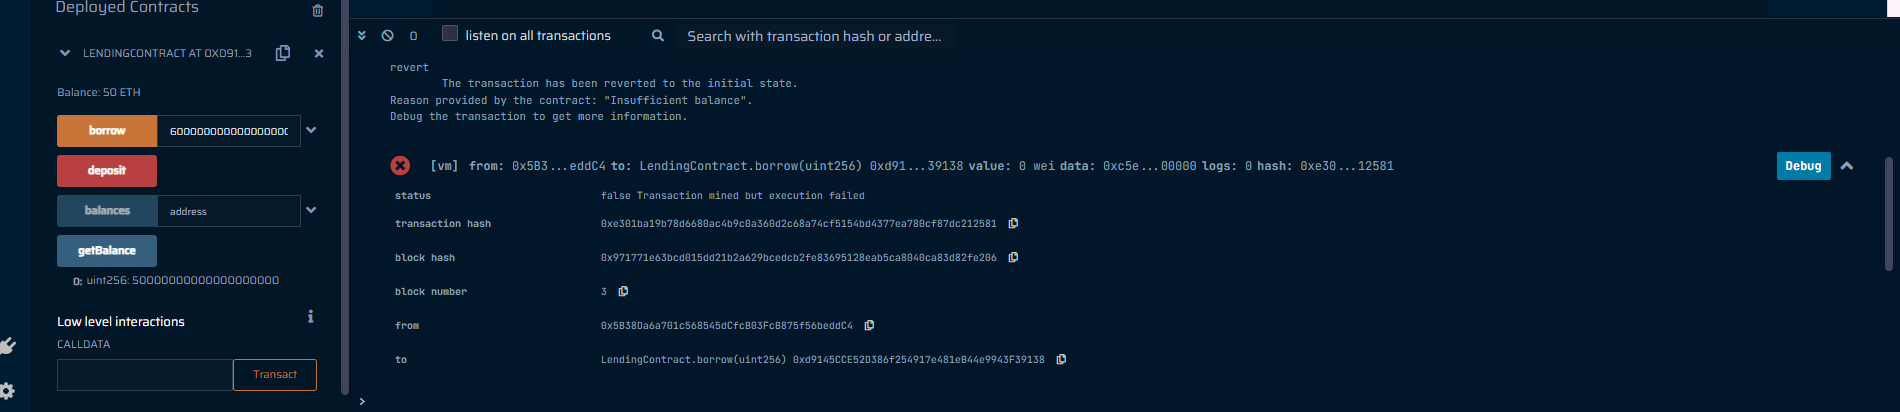 Deployed Contracts
LENDINGCONTRACT AT 0XD91...3
Balance: 50 ETH
borrow
deposit
balances address
getBalance
0: uint256: 50000000000000000000
Low level interactions
CALLDATA
Transact
0 listen on all transactions Search with transaction hash or addre...
revert
The transaction has been reverted to the initial state.
Reason provided by the contract: "Insufficient balance".
Debug the transaction to get more information.
[vm] from: 0x5B3...eddC4 to: LendingContract.borrow(uint256) 0xd91...39138 value: 0 wei data: 0xc5e...00000 logs: 0 hash: 0xe30...12581 Debug
status false Transaction mined but execution failed
transaction hash 0xe301ba19b78d6680ac4b9c0a360d2c68a74cf5154bd4377ea780cf87dc212581
block hash 0x971771e63bcd015dd21b2a629bcedcb2fe83695128eab5ca8040ca83d82fe206
block number 3
from 0x5B38Da6a701c568545dCfcB03FcB875f56beddC4
to LendingContract.borrow(uint256) 0xd9145CCE52D386f254917e481eB44e9943F39138
>